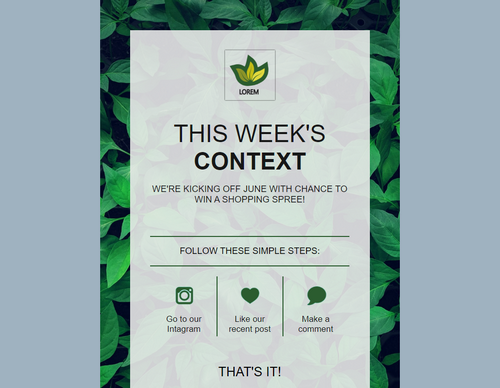 LOREM
THIS WEEK'S
CONTEXT
WE'RE KICKING OFF JUNE WITH CHANCE TO
WIN A SHOPPING SPREE!
FOLLOW THESE SIMPLE STEPS:
Go to our
Intagram
Like our
recent post
Make a
comment
THAT'S IT!